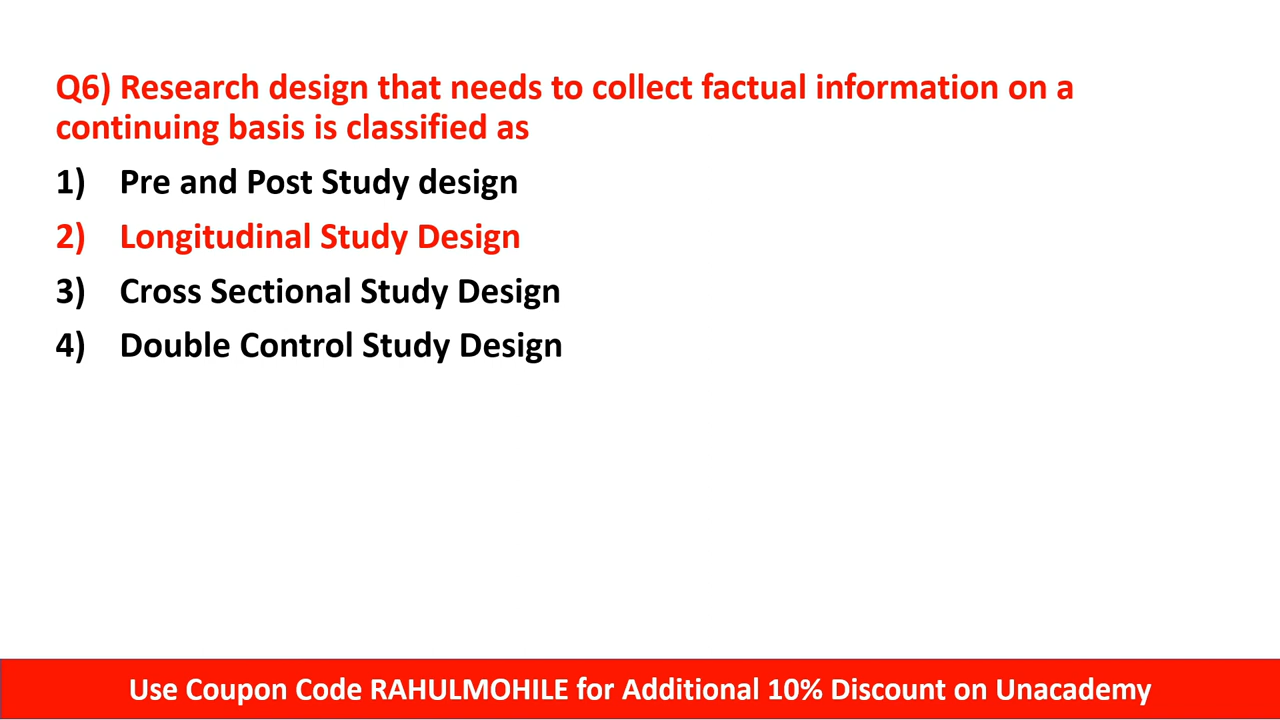 Q6) Research design that needs to collect factual information on a
continuing basis is classified as
1) Pre and Post Study design
2) Longitudinal Study Design
3) Cross Sectional Study Design
4) Double Control Study Design
Use Coupon Code RAHULMOHILE for Additional 10% Discount on Unacademy